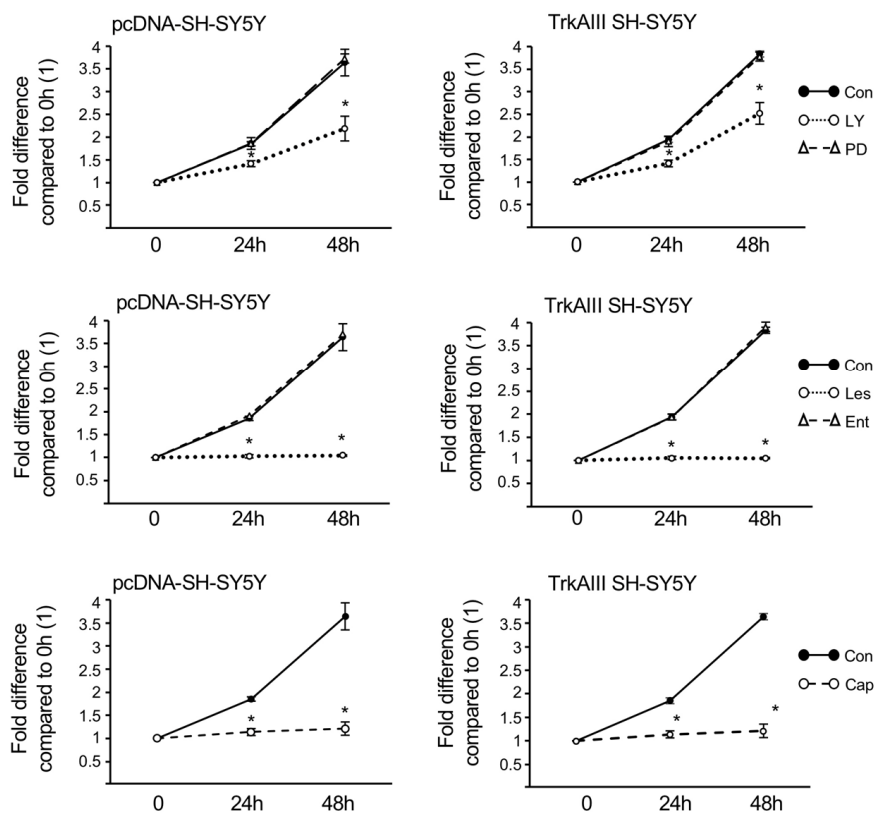 pcDNA-SH-SY5Y
Fold difference
compared to 0h (1)
4
3.5
3
2.5
2
1.5
1
0.5
*
*
0 24h 48h
TrkAIII SH-SY5Y
Fold difference
compared to 0h (1)
4
3.5
3
2.5
2
1.5
1
0.5
*
*
0 24h 48h
Con
LY
PD
pcDNA-SH-SY5Y
Fold difference
compared to 0h (1)
4
3.5
3
2.5
2
1.5
1
0.5
* *
0 24h 48h
TrkAIII SH-SY5Y
Fold difference
compared to 0h (1)
4
3.5
3
2.5
2
1.5
1
0.5
* *
0 24h 48h
Con
Les
Ent
pcDNA-SH-SY5Y
Fold difference
compared to 0h (1)
4
3.5
3
2.5
2
1.5
1
0.5
* *
0 24h 48h
TrkAIII SH-SY5Y
Fold difference
compared to 0h (1)
4
3.5
3
2.5
2
1.5
1
0.5
* *
0 24h 48h
Con
Cap